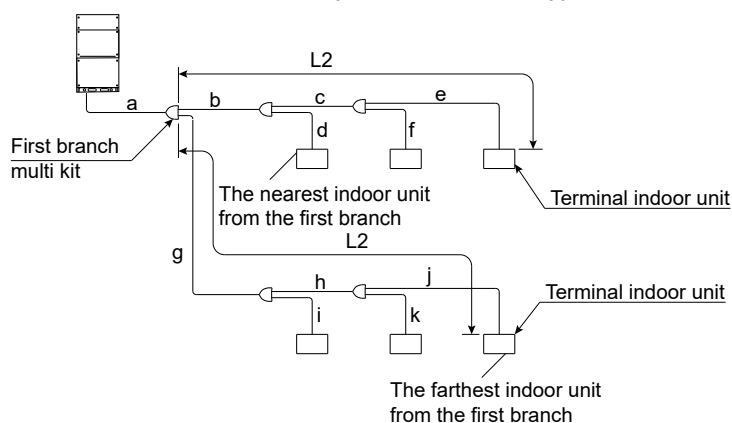 L2
a
b
c
e
d
f
First branch
multi kit
The nearest indoor unit
from the first branch
Terminal indoor unit
L2
g
h
j
i
k
Terminal indoor unit
The farthest indoor unit
from the first branch